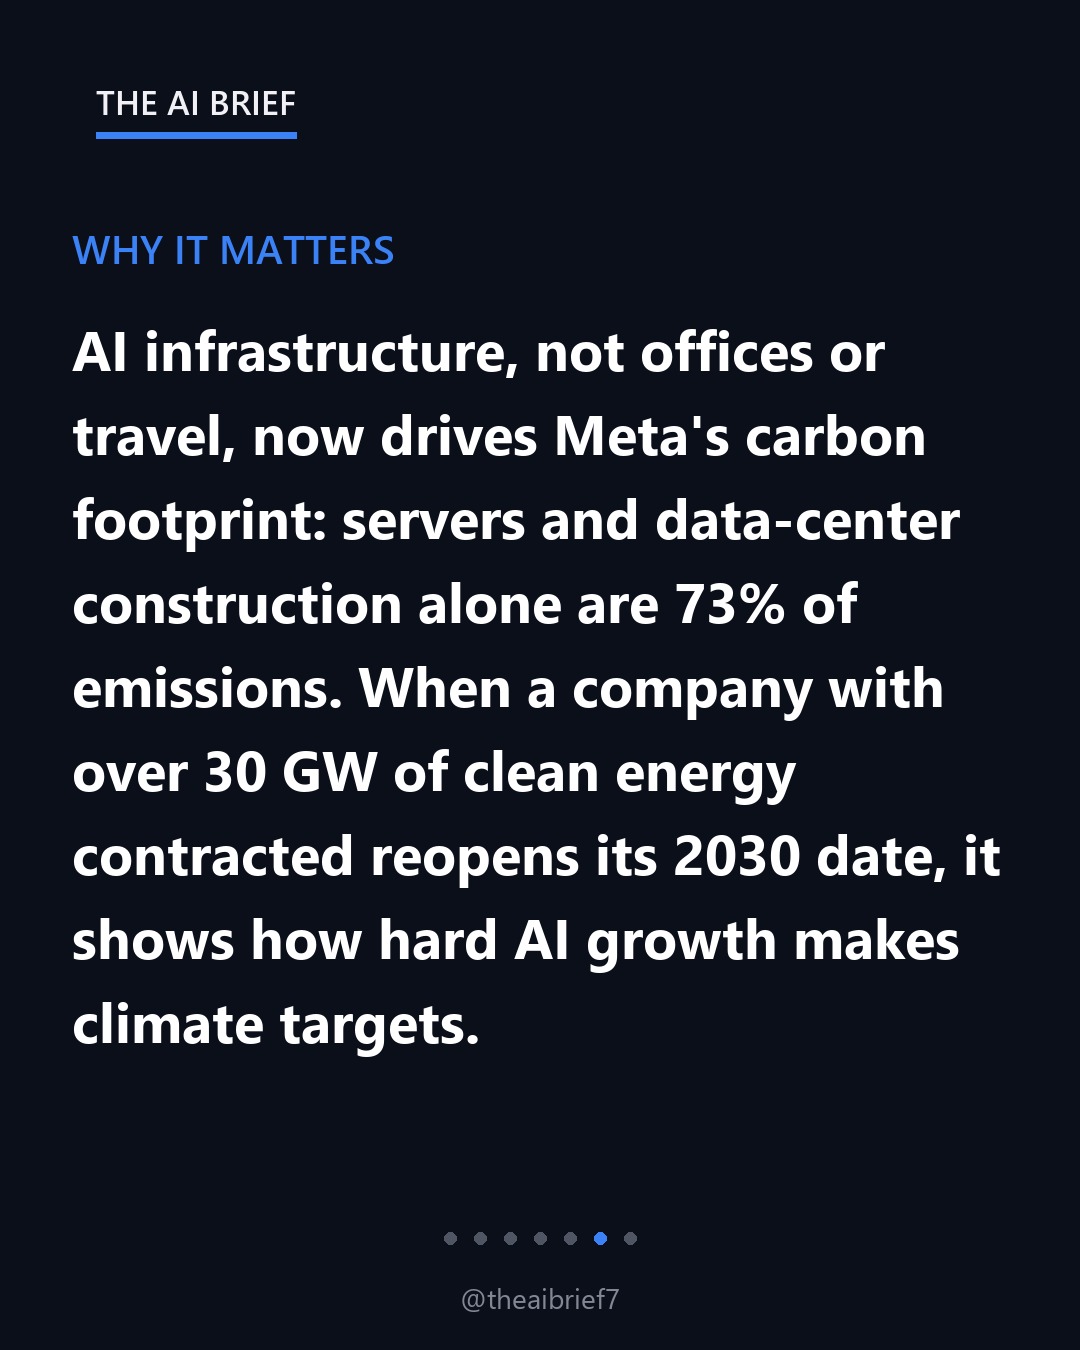 THE AI BRIEF
WHY IT MATTERS
AI infrastructure, not offices or
travel, now drives Meta's carbon
footprint: servers and data-center
construction alone are 73% of
emissions. When a company with
over 30 GW of clean energy
contracted reopens its 2030 date, it
shows how hard AI growth makes
climate targets.
@theaibrief7